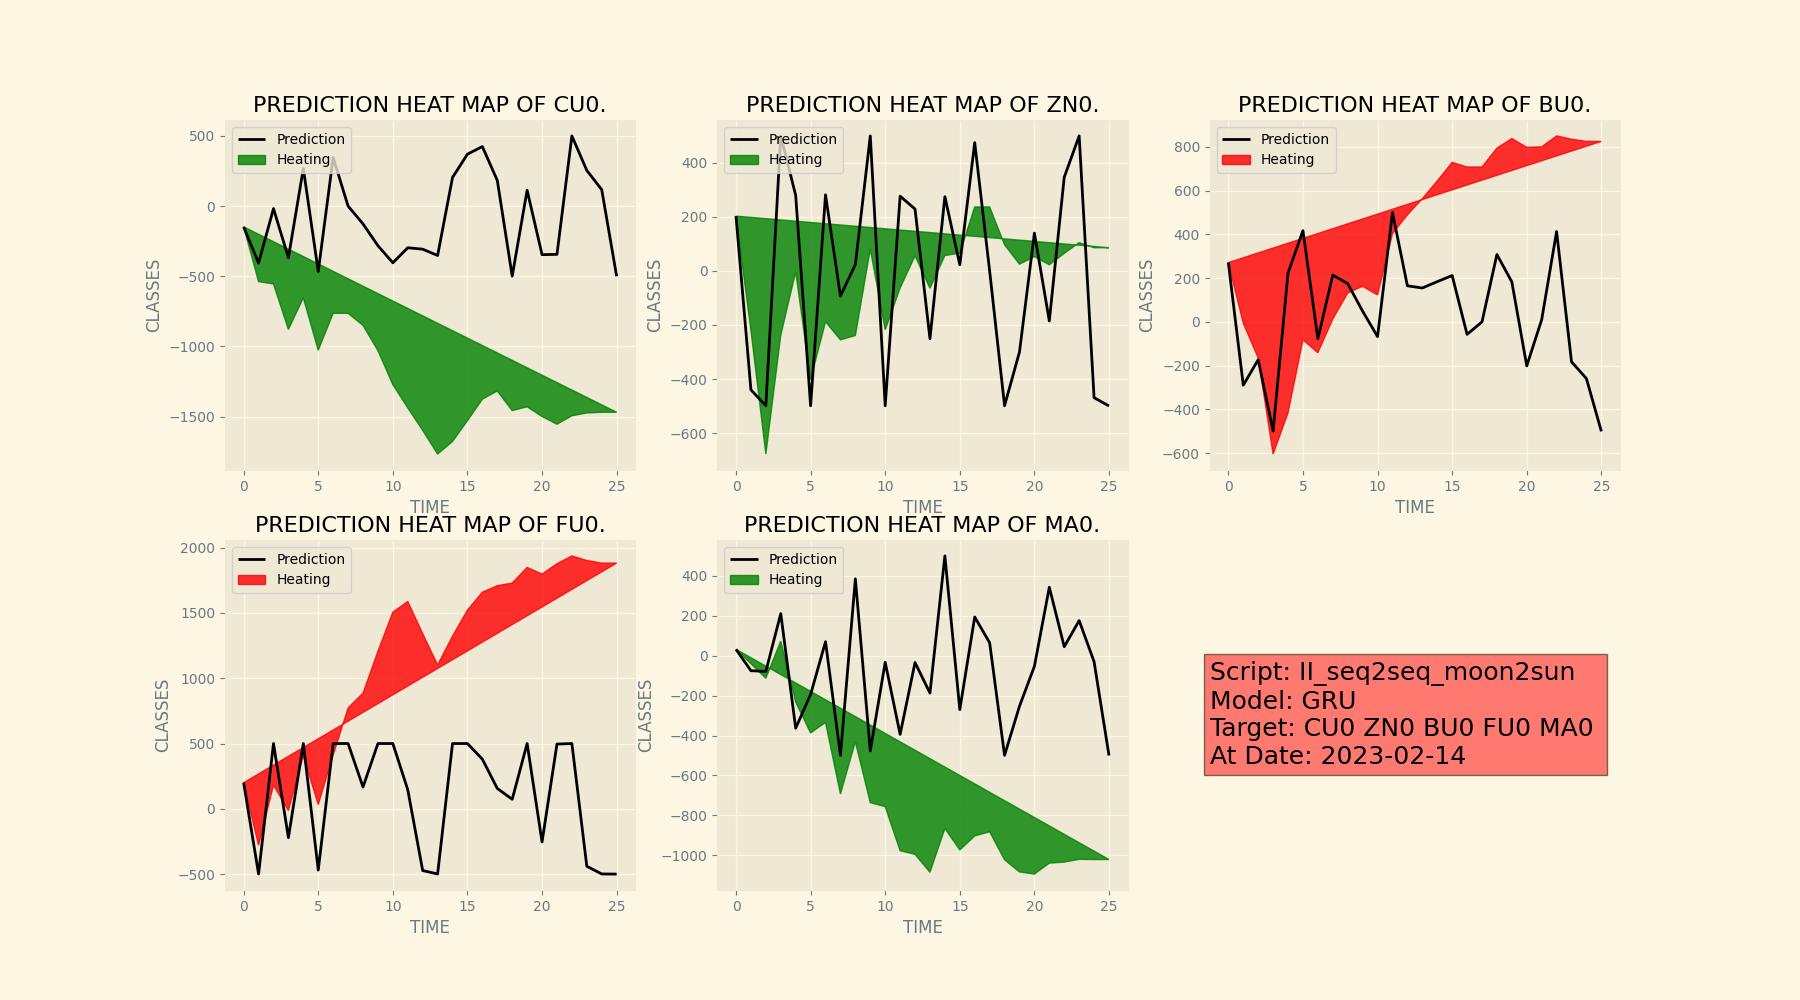 PREDICTION HEAT MAP OF CU0.
Prediction
Heating
500
0
−500
−1000
−1500
CLASSES
0 5 10 15 20 25
TIME
PREDICTION HEAT MAP OF ZN0.
Prediction
Heating
400
200
0
−200
−400
−600
CLASSES
0 5 10 15 20 25
TIME
PREDICTION HEAT MAP OF BU0.
Prediction
Heating
800
600
400
200
0
−200
−400
−600
CLASSES
0 5 10 15 20 25
TIME
PREDICTION HEAT MAP OF FU0.
Prediction
Heating
2000
1500
1000
500
0
−500
CLASSES
0 5 10 15 20 25
TIME
PREDICTION HEAT MAP OF MA0.
Prediction
Heating
400
200
0
−200
−400
−600
−800
−1000
CLASSES
0 5 10 15 20 25
TIME
Script: II_seq2seq_moon2sun
Model: GRU
Target: CU0 ZN0 BU0 FU0 MA0
At Date: 2023-02-14